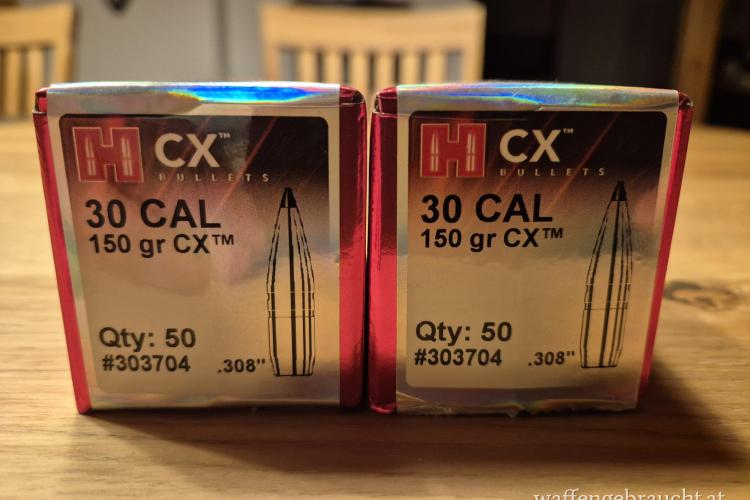 H CX™
BULLETS
30 CAL
150 gr CX™
Qty: 50
#303704 .308"
H CX™
BULLETS
30 CAL
150 gr CX™
Qty: 50
#303704 .308"
waffengebraucht.at